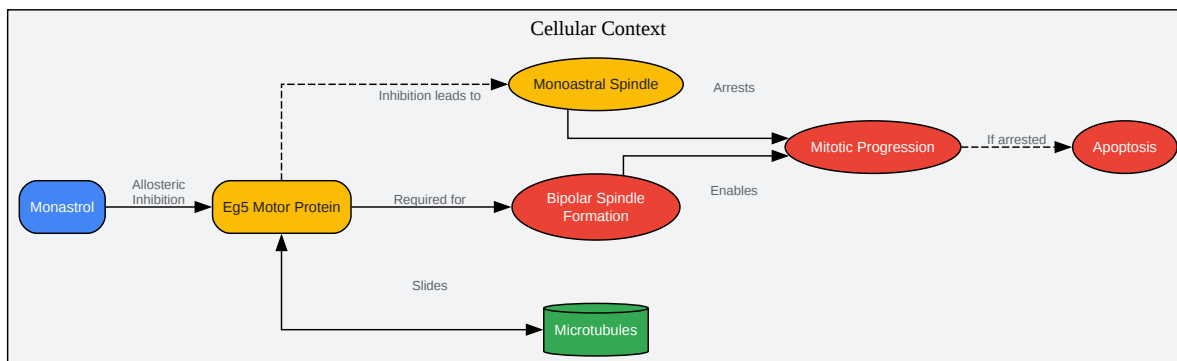 Cellular Context
Monoastral Spindle
Arrests
Inhibition leads to
Mitotic Progression
If arrested
Apoptosis
Monastrol
Allosteric
Inhibition
Eg5 Motor Protein
Required for
Bipolar Spindle
Formation
Enables
Slides
Microtubules